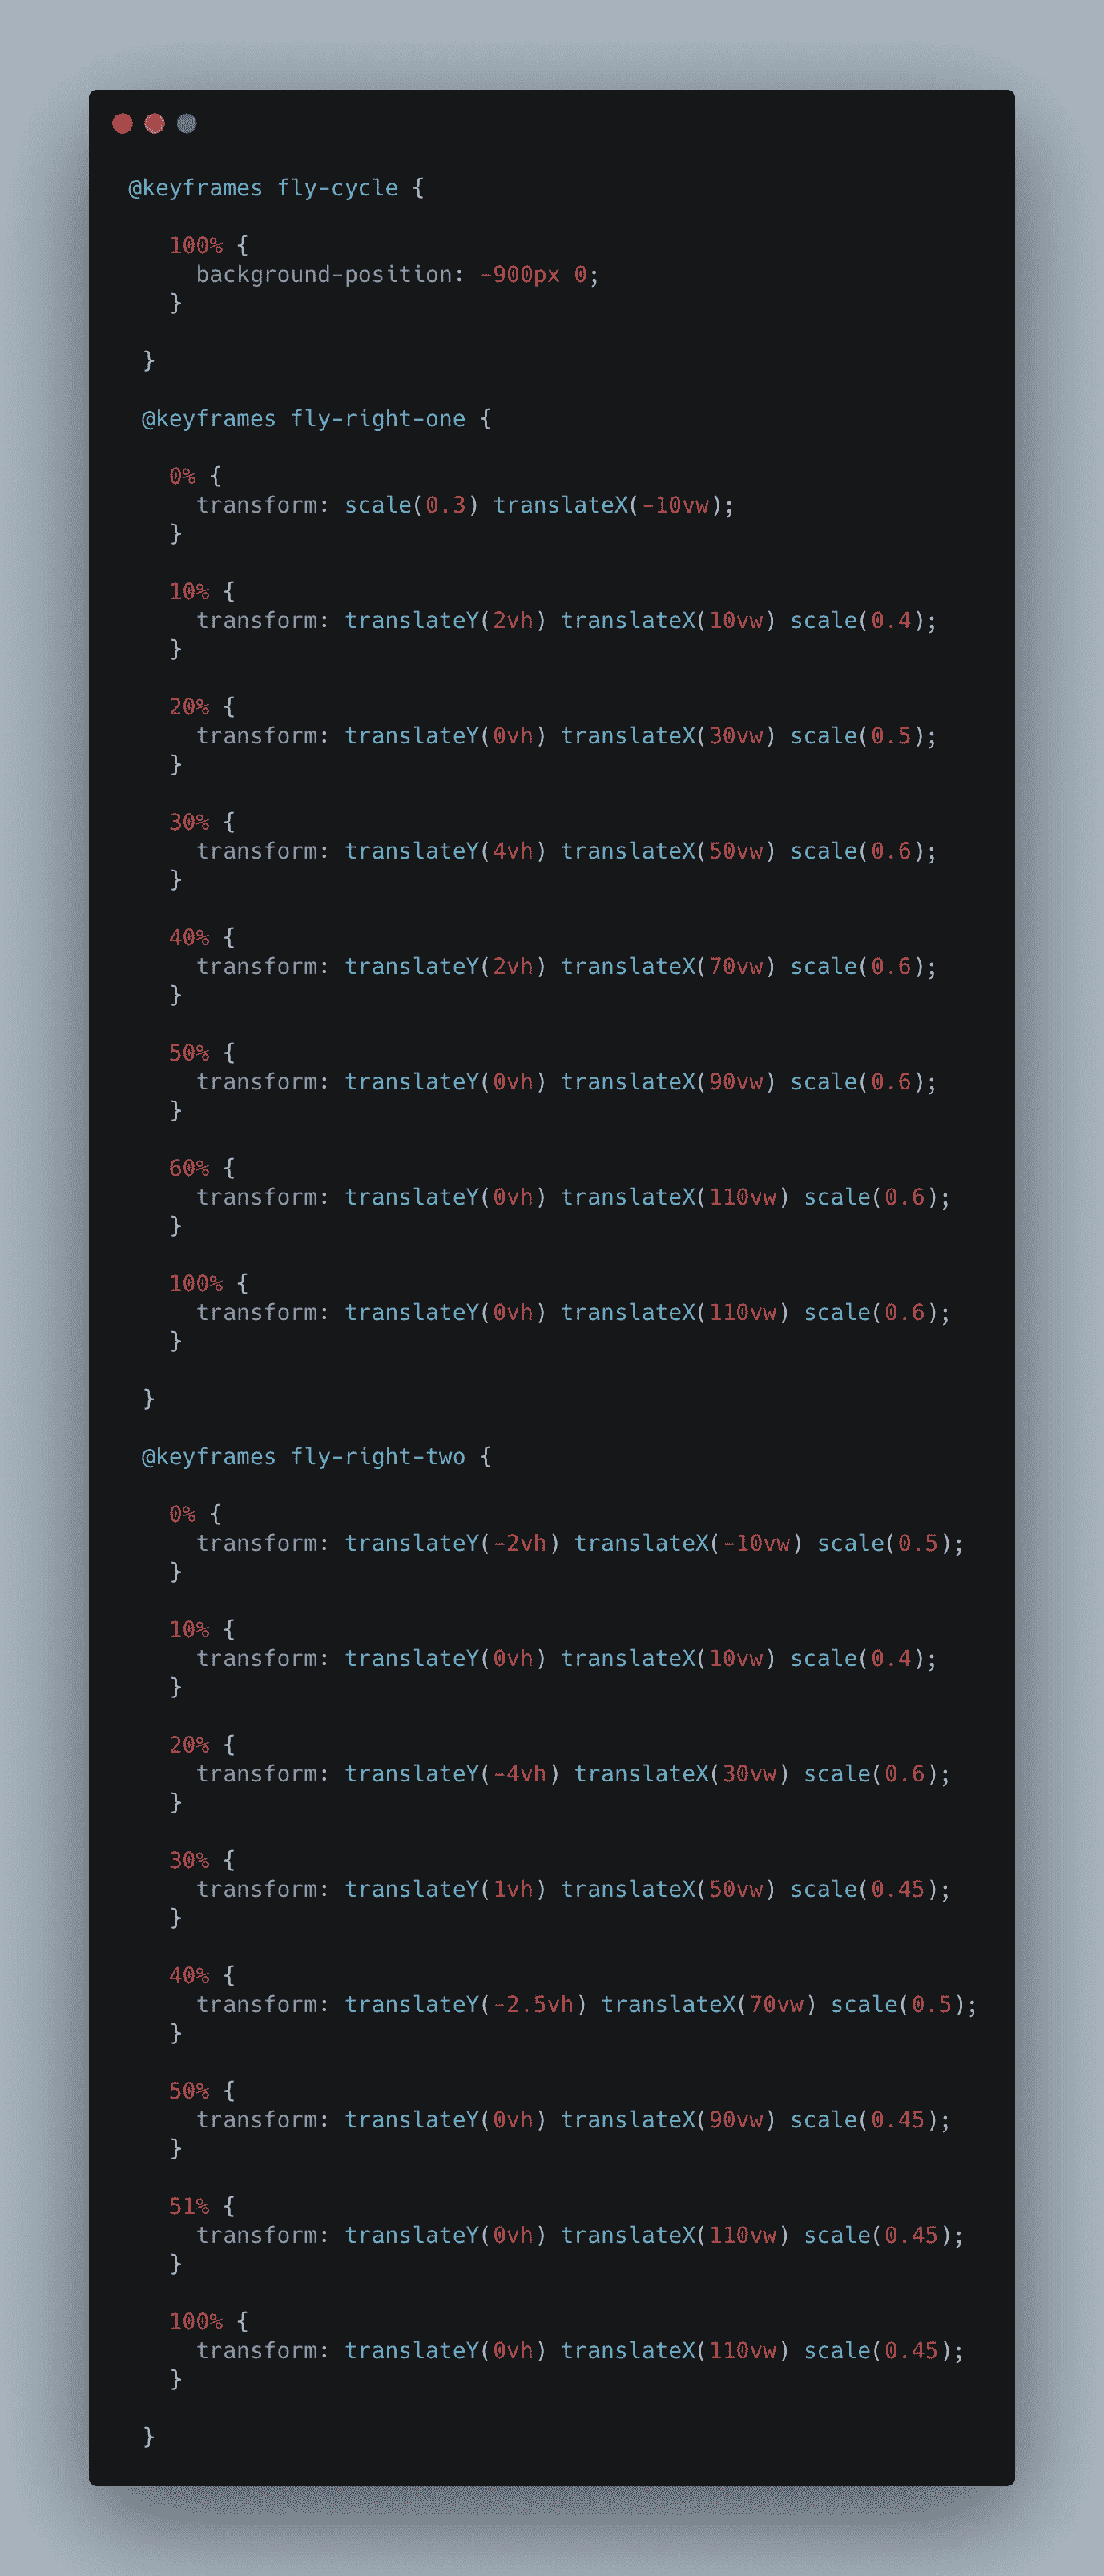 @keyframes fly-cycle {

   100% {
     background-position: -900px 0;
   }

 }

 @keyframes fly-right-one {

   0% {
     transform: scale(0.3) translateX(-10vw);
   }

   10% {
     transform: translateY(2vh) translateX(10vw) scale(0.4);
   }

   20% {
     transform: translateY(0vh) translateX(30vw) scale(0.5);
   }

   30% {
     transform: translateY(4vh) translateX(50vw) scale(0.6);
   }

   40% {
     transform: translateY(2vh) translateX(70vw) scale(0.6);
   }

   50% {
     transform: translateY(0vh) translateX(90vw) scale(0.6);
   }

   60% {
     transform: translateY(0vh) translateX(110vw) scale(0.6);
   }

   100% {
     transform: translateY(0vh) translateX(110vw) scale(0.6);
   }

 }

 @keyframes fly-right-two {

   0% {
     transform: translateY(-2vh) translateX(-10vw) scale(0.5);
   }

   10% {
     transform: translateY(0vh) translateX(10vw) scale(0.4);
   }

   20% {
     transform: translateY(-4vh) translateX(30vw) scale(0.6);
   }

   30% {
     transform: translateY(1vh) translateX(50vw) scale(0.45);
   }

   40% {
     transform: translateY(-2.5vh) translateX(70vw) scale(0.5);
   }

   50% {
     transform: translateY(0vh) translateX(90vw) scale(0.45);
   }

   51% {
     transform: translateY(0vh) translateX(110vw) scale(0.45);
   }

   100% {
     transform: translateY(0vh) translateX(110vw) scale(0.45);
   }

 }